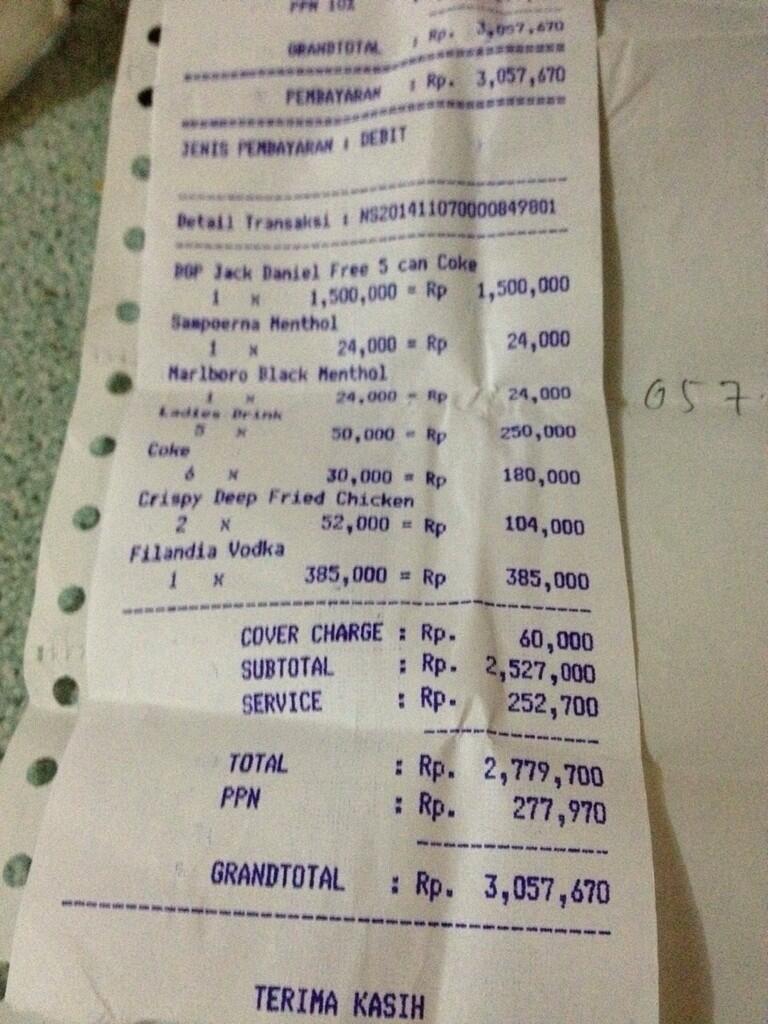 PPN 10%
GRANDTOTAL : Rp. 3,057,670
PEMBAYARAN : Rp. 3,057,670
JENIS PEMBAYARAN : DEBIT
Detail Transaksi : NS201411070000849801
BGP Jack Daniel Free 5 can Coke
1 x 1,500,000 = Rp 1,500,000
Sampoerna Menthol
1 x 24,000 = Rp 24,000
Marlboro Black Menthol
1 x 24,000 = Rp 24,000
Ladies Drink
5 x 50,000 = Rp 250,000
Coke
6 x 30,000 = Rp 180,000
Crispy Deep Fried Chicken
2 x 52,000 = Rp 104,000
Filandia Vodka
1 x 385,000 = Rp 385,000
COVER CHARGE : Rp. 60,000
SUBTOTAL : Rp. 2,527,000
SERVICE : Rp. 252,700
TOTAL : Rp. 2,779,700
PPN : Rp. 277,970
GRANDTOTAL : Rp. 3,057,670
TERIMA KASIH
057